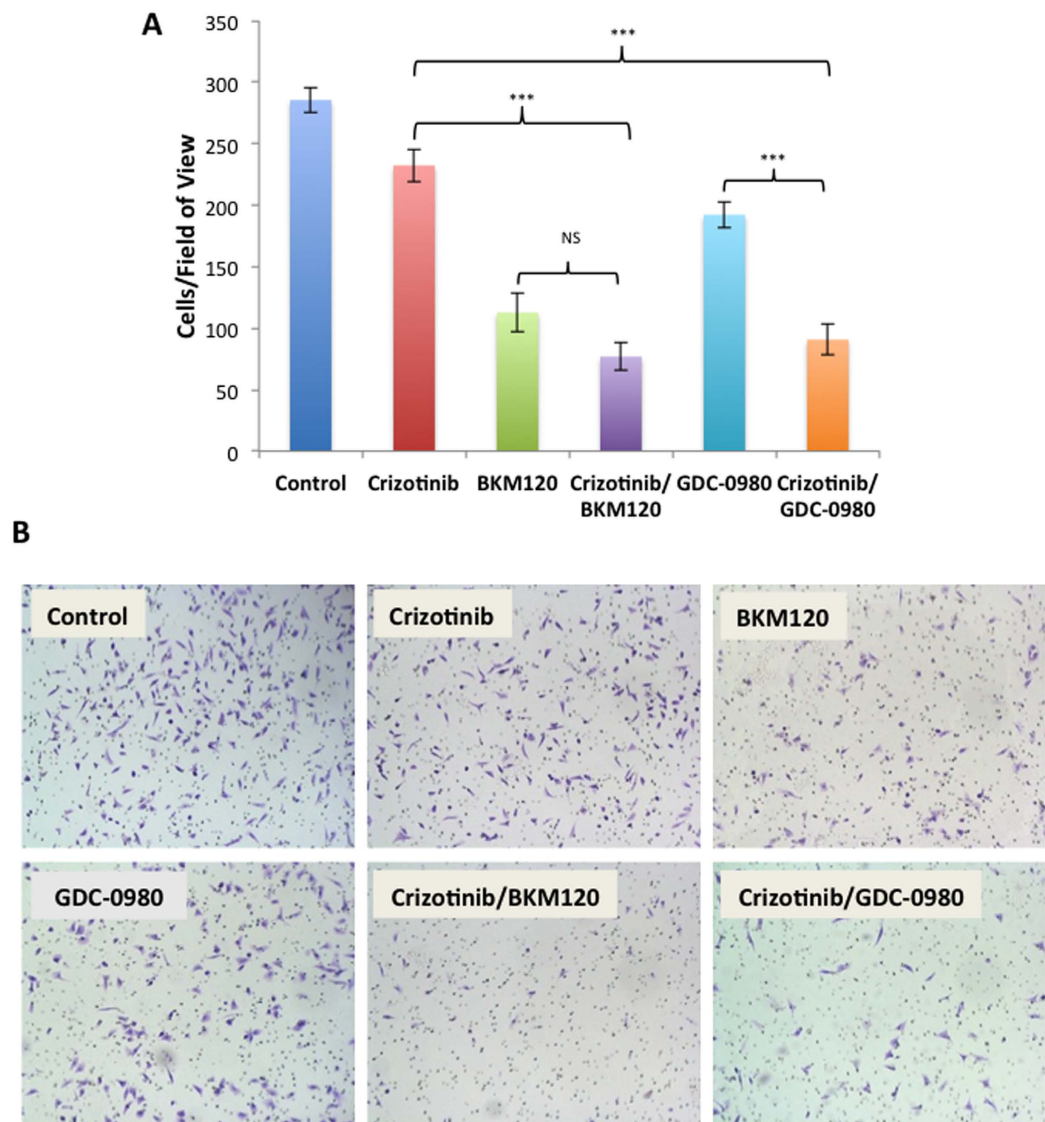 A
350
300
250
200
150
100
50
0
Cells/Field of View
***
***
***
NS
Control
Crizotinib
BKM120
Crizotinib/
BKM120
GDC-0980
Crizotinib/
GDC-0980
B
Control
Crizotinib
BKM120
GDC-0980
Crizotinib/BKM120
Crizotinib/GDC-0980